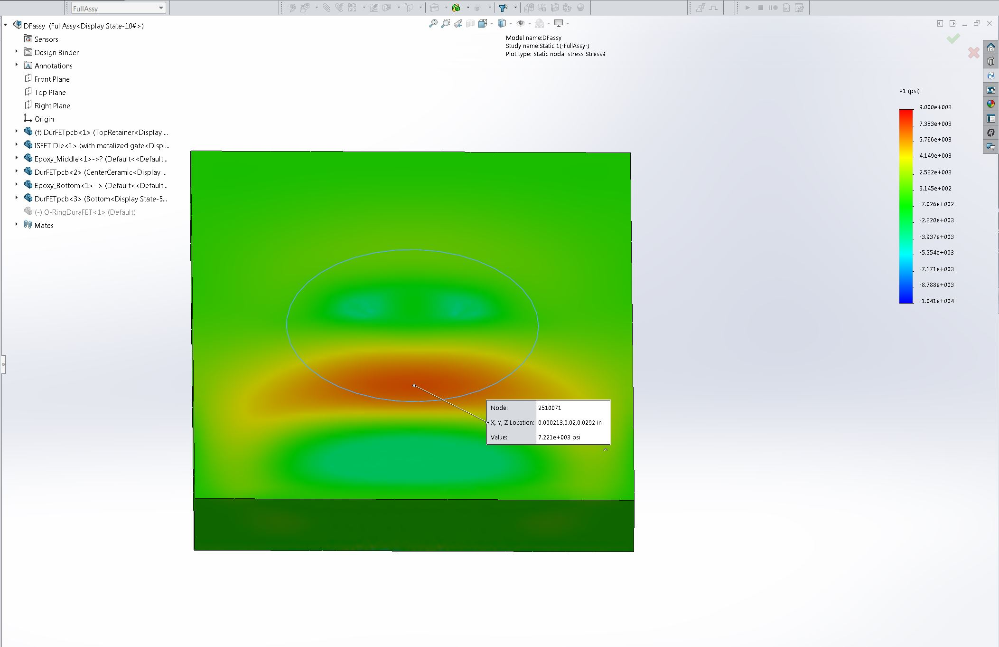 FullAssy
DFassy (FullAssy<Display State-10#>)
Sensors
Design Binder
Annotations
Front Plane
Top Plane
Right Plane
Origin
(f) DurFETpcb<1> (TopRetainer<Display ...
ISFET Die<1> (with metalized gate<Displ...
Epoxy_Middle<1>->? (Default<<Default...
DurFETpcb<2> (CenterCeramic<Display ...
Epoxy_Bottom<1> -> (Default<<Default...
DurFETpcb<3> (Bottom<Display State-5...
(-) O-RingDuraFET<1> (Default)
Mates
Model name:DFassy
Study name:Static 1(-FullAssy-)
Plot type: Static nodal stress Stress9
P1 (psi)
9.000e+003
7.383e+003
5.766e+003
4.149e+003
2.532e+003
9.145e+002
-7.026e+002
-2.320e+003
-3.937e+003
-5.554e+003
-7.171e+003
-8.788e+003
-1.041e+004
Node: 2510071
X, Y, Z Location: 0.000213,0.02,0.0292 in
Value: 7.221e+003 psi